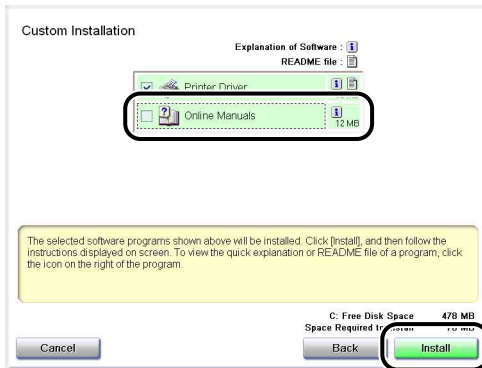 Custom Installation
Explanation of Software :
README file :
Printer Driver
Online Manuals
12 MB
The selected software programs shown above will be installed. Click [Install], and then follow the
instructions displayed on screen. To view the quick explanation or README file of a program, click
the icon on the right of the program.
C: Free Disk Space 478 MB
Space Required to Install MB
Cancel
Back
Install